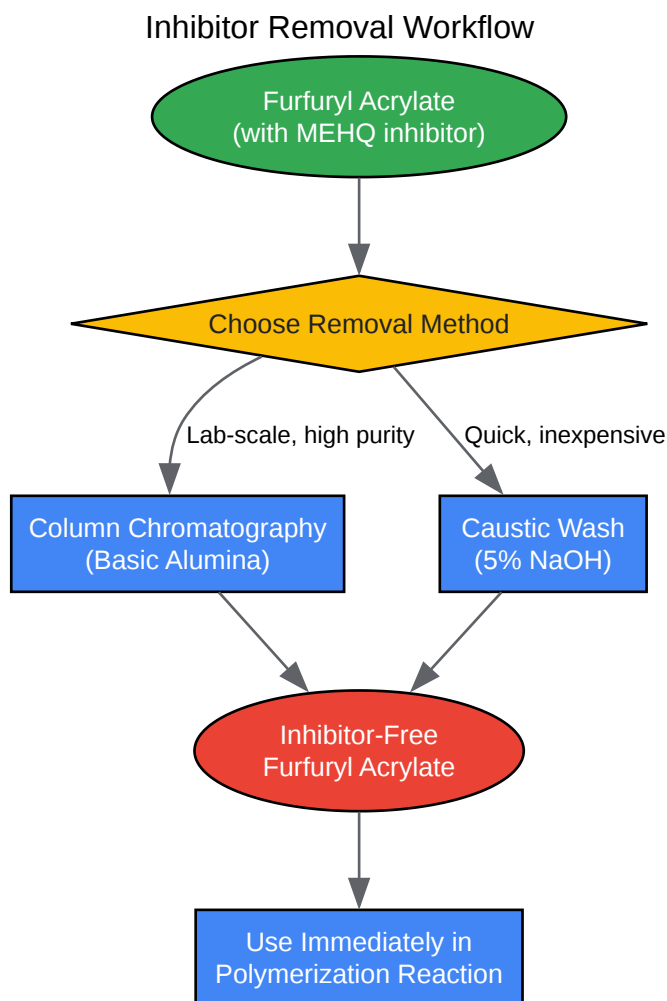 Inhibitor Removal Workflow
Furfuryl Acrylate
(with MEHQ inhibitor)
Choose Removal Method
Lab-scale, high purity
Quick, inexpensive
Column Chromatography
(Basic Alumina)
Caustic Wash
(5% NaOH)
Inhibitor-Free
Furfuryl Acrylate
Use Immediately in
Polymerization Reaction